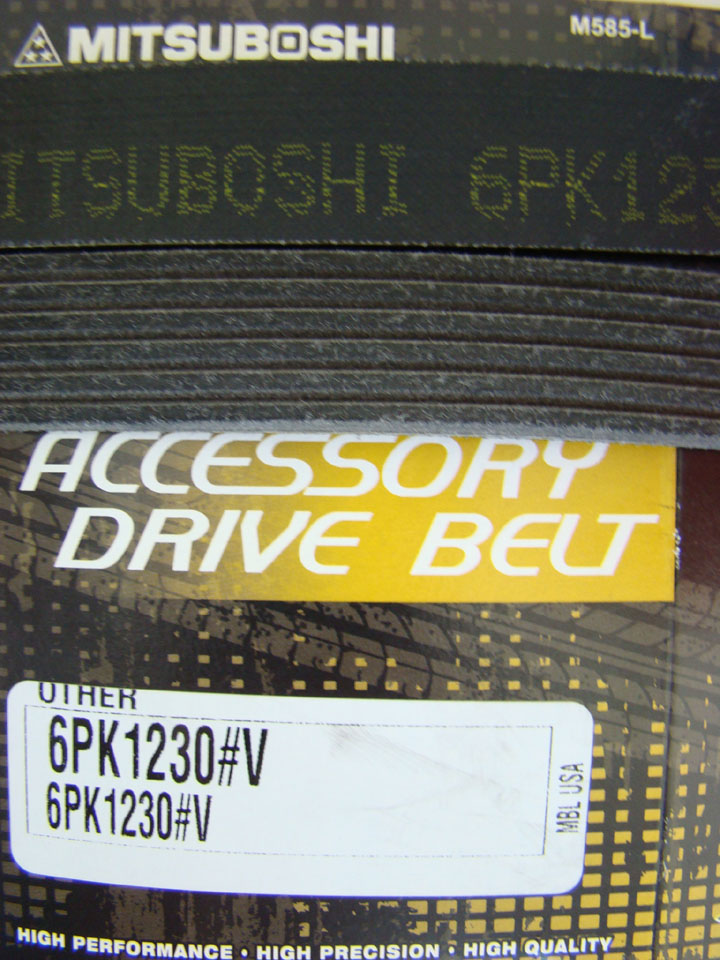 MITSUBOSHI
M585-L
ITSUBOSHI 6PK123
ACCESSORY
DRIVE BELT
OTHER
6PK1230#V
6PK1230#V
MBL USA
HIGH PERFORMANCE • HIGH PRECISION • HIGH QUALITY